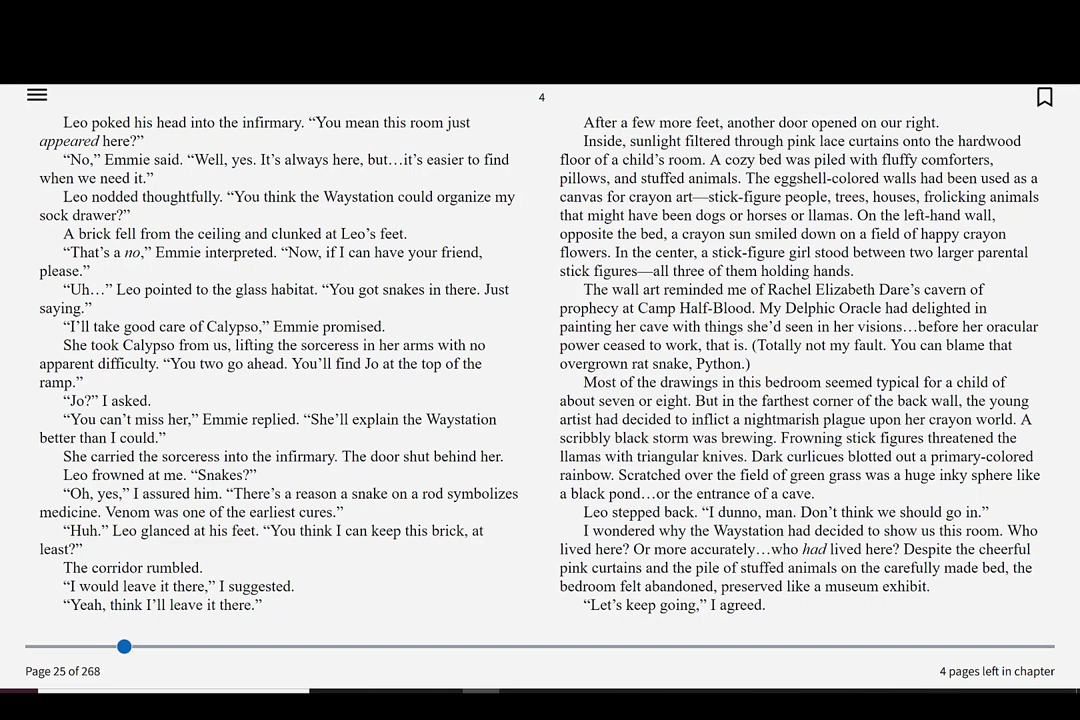 4
Leo poked his head into the infirmary. “You mean this room just
appeared here?”
“No,” Emmie said. “Well, yes. It’s always here, but…it’s easier to find
when we need it.”
Leo nodded thoughtfully. “You think the Waystation could organize my
sock drawer?”
A brick fell from the ceiling and clunked at Leo’s feet.
“That’s a no,” Emmie interpreted. “Now, if I can have your friend,
please.”
“Uh…” Leo pointed to the glass habitat. “You got snakes in there. Just
saying.”
“I’ll take good care of Calypso,” Emmie promised.
She took Calypso from us, lifting the sorceress in her arms with no
apparent difficulty. “You two go ahead. You’ll find Jo at the top of the
ramp.”
“Jo?” I asked.
“You can’t miss her,” Emmie replied. “She’ll explain the Waystation
better than I could.”
She carried the sorceress into the infirmary. The door shut behind her.
Leo frowned at me. “Snakes?”
“Oh, yes,” I assured him. “There’s a reason a snake on a rod symbolizes
medicine. Venom was one of the earliest cures.”
“Huh.” Leo glanced at his feet. “You think I can keep this brick, at
least?”
The corridor rumbled.
“I would leave it there,” I suggested.
“Yeah, think I’ll leave it there.”
After a few more feet, another door opened on our right.
Inside, sunlight filtered through pink lace curtains onto the hardwood
floor of a child’s room. A cozy bed was piled with fluffy comforters,
pillows, and stuffed animals. The eggshell-colored walls had been used as a
canvas for crayon art—stick-figure people, trees, houses, frolicking animals
that might have been dogs or horses or llamas. On the left-hand wall,
opposite the bed, a crayon sun smiled down on a field of happy crayon
flowers. In the center, a stick-figure girl stood between two larger parental
stick figures—all three of them holding hands.
The wall art reminded me of Rachel Elizabeth Dare’s cavern of
prophecy at Camp Half-Blood. My Delphic Oracle had delighted in
painting her cave with things she’d seen in her visions…before her oracular
power ceased to work, that is. (Totally not my fault. You can blame that
overgrown rat snake, Python.)
Most of the drawings in this bedroom seemed typical for a child of
about seven or eight. But in the farthest corner of the back wall, the young
artist had decided to inflict a nightmarish plague upon her crayon world. A
scribbly black storm was brewing. Frowning stick figures threatened the
llamas with triangular knives. Dark curlicues blotted out a primary-colored
rainbow. Scratched over the field of green grass was a huge inky sphere like
a black pond…or the entrance of a cave.
Leo stepped back. “I dunno, man. Don’t think we should go in.”
I wondered why the Waystation had decided to show us this room. Who
lived here? Or more accurately…who had lived here? Despite the cheerful
pink curtains and the pile of stuffed animals on the carefully made bed, the
bedroom felt abandoned, preserved like a museum exhibit.
“Let’s keep going,” I agreed.
Page 25 of 268
4 pages left in chapter